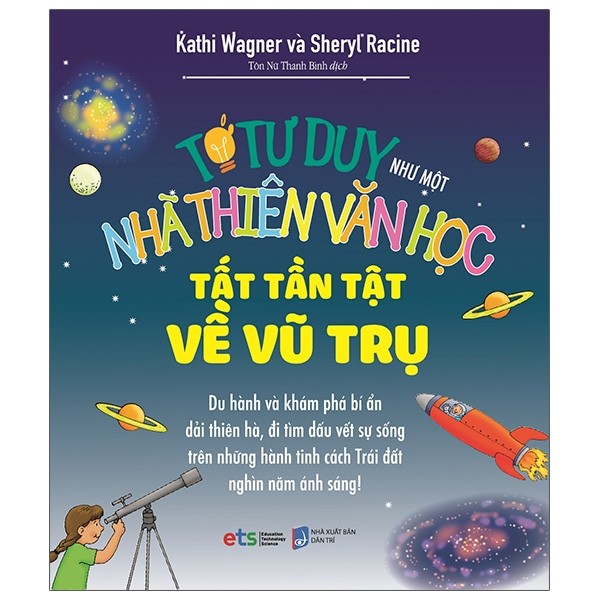 Kathi Wagner và Sheryl Racine
Tôn Nữ Thanh Bình dịch
TỚ TƯ DUY
NHƯ MỘT
NHÀ THIÊN VĂN HỌC
TẤT TẦN TẬT
VỀ VŨ TRỤ
Du hành và khám phá bí ẩn
dải thiên hà, đi tìm dấu vết sự sống
trên những hành tinh cách Trái đất
nghìn năm ánh sáng!
ets Education
Technology
Science
NHÀ XUẤT BẢN
DÂN TRÍ